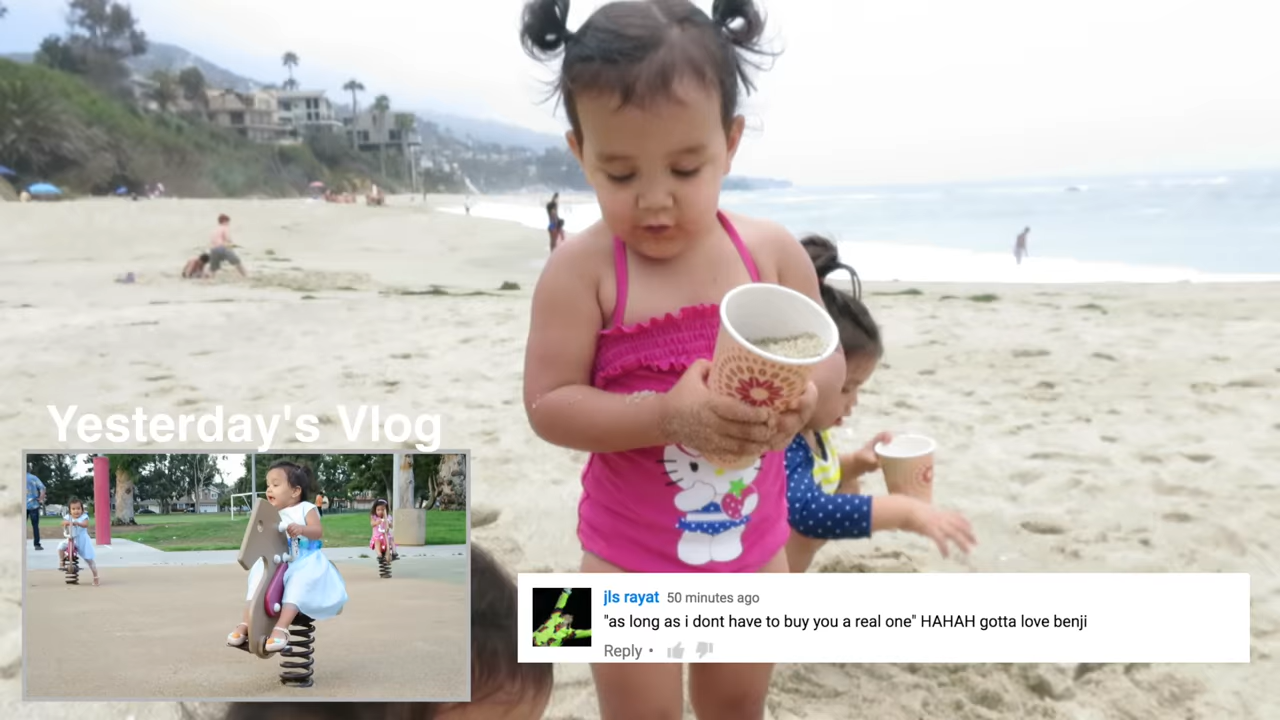 Yesterday's Vlog
jls rayat 50 minutes ago
"as long as i dont have to buy you a real one" HAHAH gotta love benji
Reply •